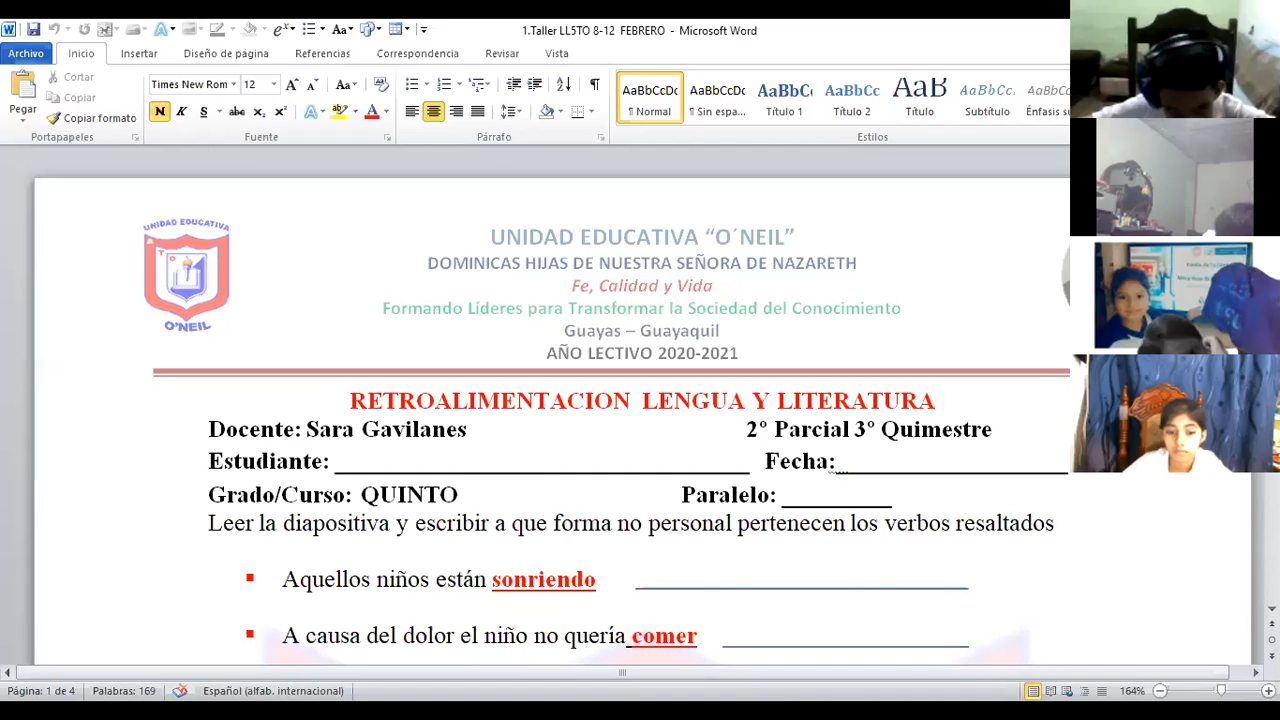 1.Taller LL5TO 8-12 FEBRERO - Microsoft Word
Archivo Inicio Insertar Diseño de página Referencias Correspondencia Revisar Vista
Pegar
Cortar
Copiar
Copiar formato
Portapapeles
Times New Rom 12
Fuente
Párrafo
AaBbCcDc AaBbCcDc AaBbCc AaBbCc AaB AaBbCc. AaBbCc.
¶ Normal ¶ Sin espa... Título 1 Título 2 Título Subtítulo Énfasis su
Estilos
UNIDAD EDUCATIVA
A T O
O'NEIL
UNIDAD EDUCATIVA “O´NEIL”
DOMINICAS HIJAS DE NUESTRA SEÑORA DE NAZARETH
Fe, Calidad y Vida
Formando Líderes para Transformar la Sociedad del Conocimiento
Guayas – Guayaquil
AÑO LECTIVO 2020-2021
RETROALIMENTACION LENGUA Y LITERATURA
Docente: Sara Gavilanes 2° Parcial 3° Quimestre
Estudiante: Fecha:
Grado/Curso: QUINTO Paralelo:
Leer la diapositiva y escribir a que forma no personal pertenecen los verbos resaltados
Aquellos niños están sonriendo
A causa del dolor el niño no quería comer
Página: 1 de 4 Palabras: 169 Español (alfab. internacional) 164%